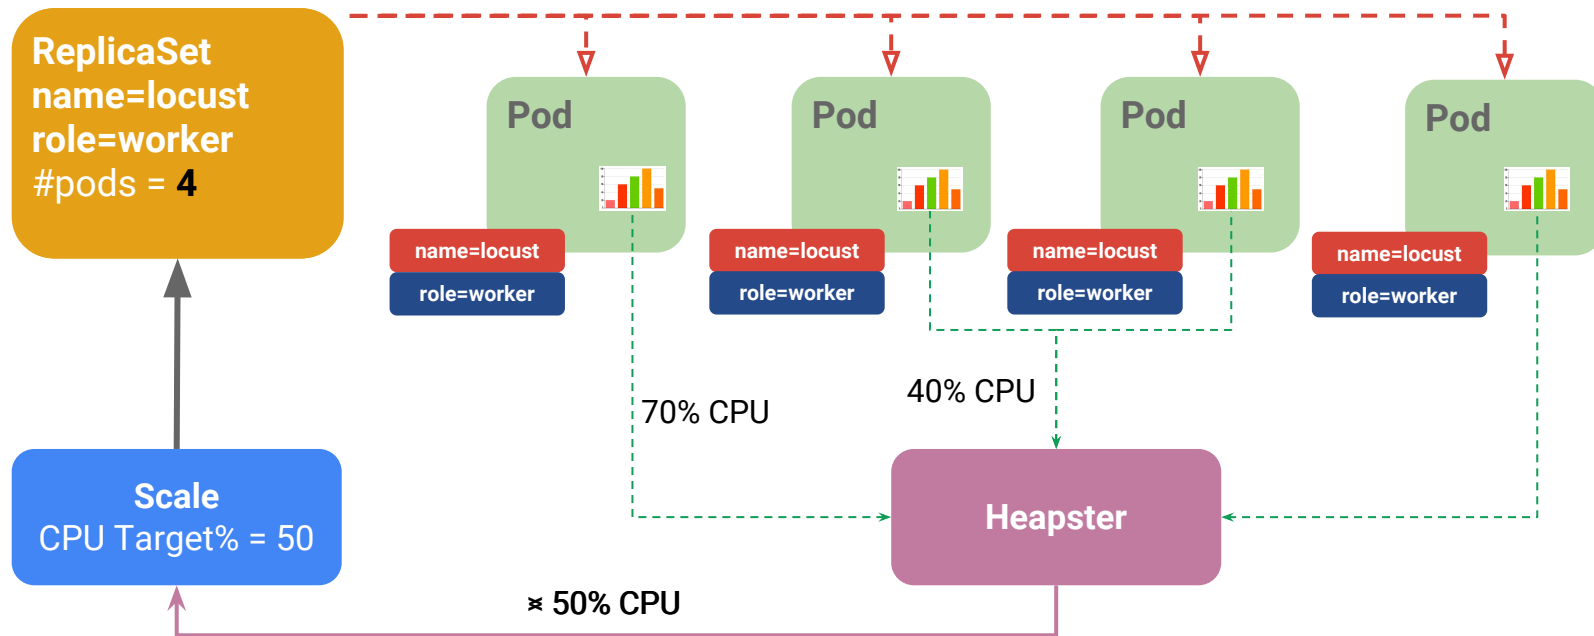 ReplicaSet
name=locust
role=worker
#pods = 4
Pod
Pod
Pod
Pod
name=locust
role=worker
name=locust
role=worker
name=locust
role=worker
name=locust
role=worker
70% CPU
40% CPU
Scale
CPU Target% = 50
Heapster
50% CPU